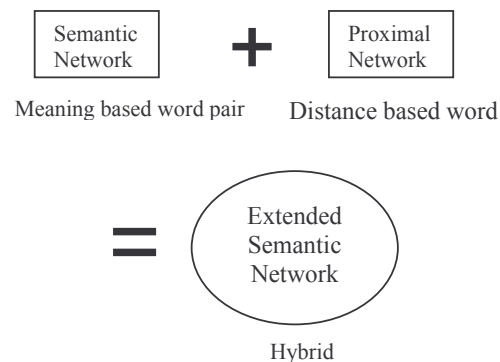 Semantic
Network
+
Proximal
Network
Meaning based word pair
Distance based word
=
Extended
Semantic
Network
Hybrid